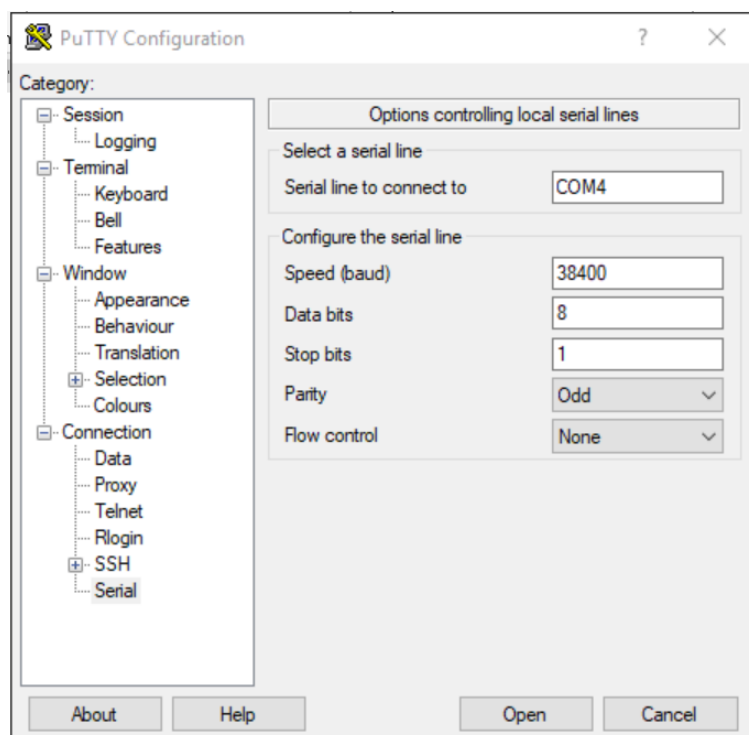 PuTTY Configuration
?
Category:
Session
Logging
Terminal
Keyboard
Bell
Features
Window
Appearance
Behaviour
Translation
Selection
Colours
Connection
Data
Proxy
Telnet
Rlogin
SSH
Serial
Options controlling local serial lines
Select a serial line
Serial line to connect to COM4
Configure the serial line
Speed (baud) 38400
Data bits 8
Stop bits 1
Parity Odd
Flow control None
About Help Open Cancel